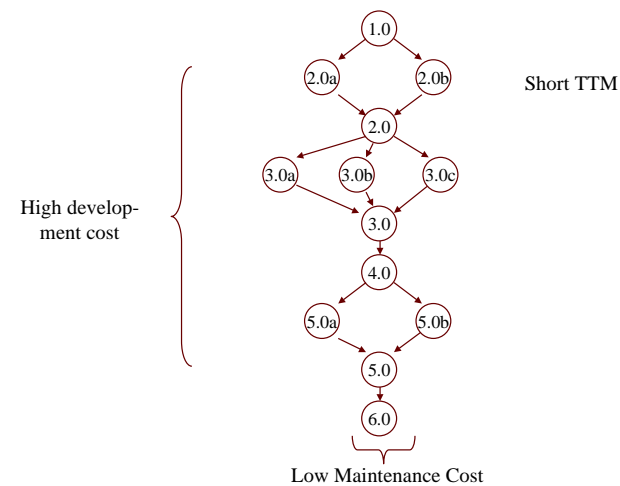 1.0
2.0a
2.0b
Short TTM
2.0
3.0a
3.0b
3.0c
High develop-
ment cost
3.0
4.0
5.0a
5.0b
5.0
6.0
Low Maintenance Cost